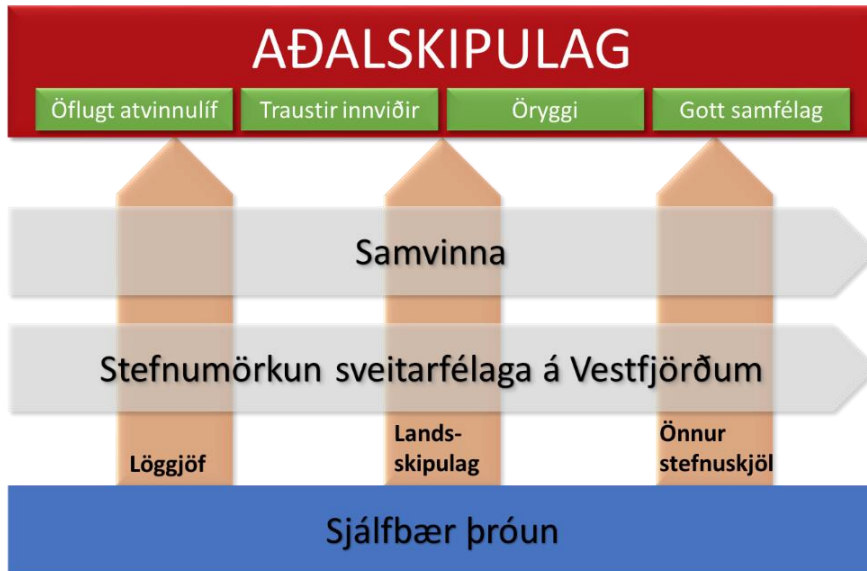 AÐALSKIPULAG
Öflugt atvinnulíf
Traustir innviðir
Öryggi
Gott samfélag
Samvinna
Stefnumörkun sveitarfélaga á Vestfjörðum
Löggjöf
Lands-
skipulag
Önnur
stefnuskjöl
Sjálfbær þróun